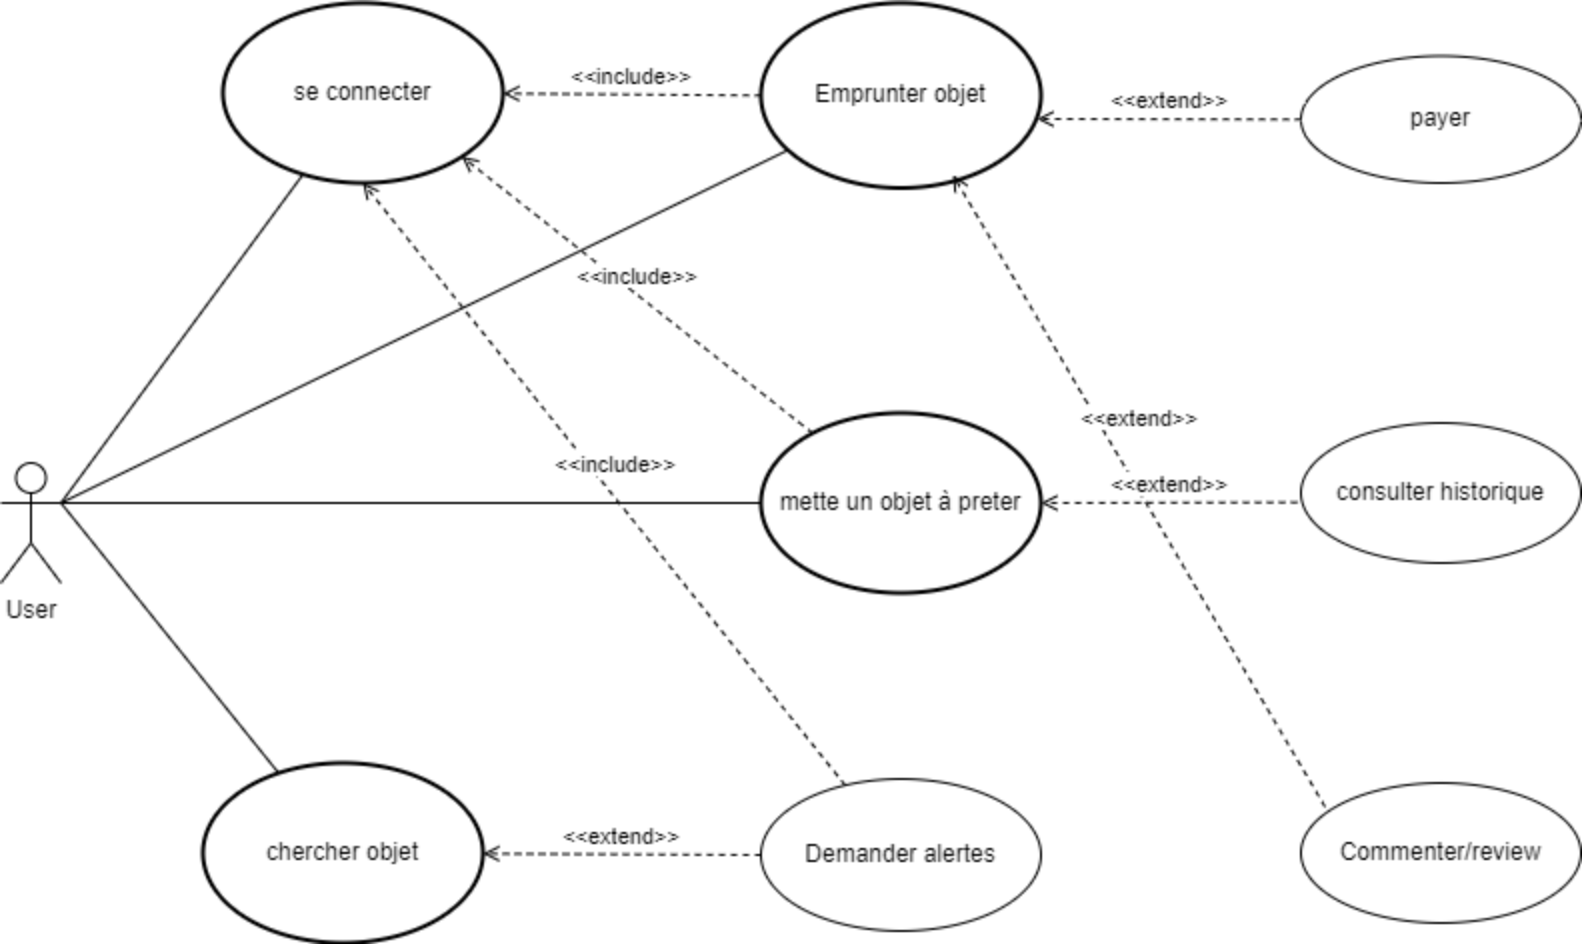 se connecter
<<include>>
Emprunter objet
<<extend>>
payer
<<include>>
<<extend>>
<<include>>
mette un objet à preter
<<extend>>
consulter historique
User
chercher objet
<<extend>>
Demander alertes
Commenter/review